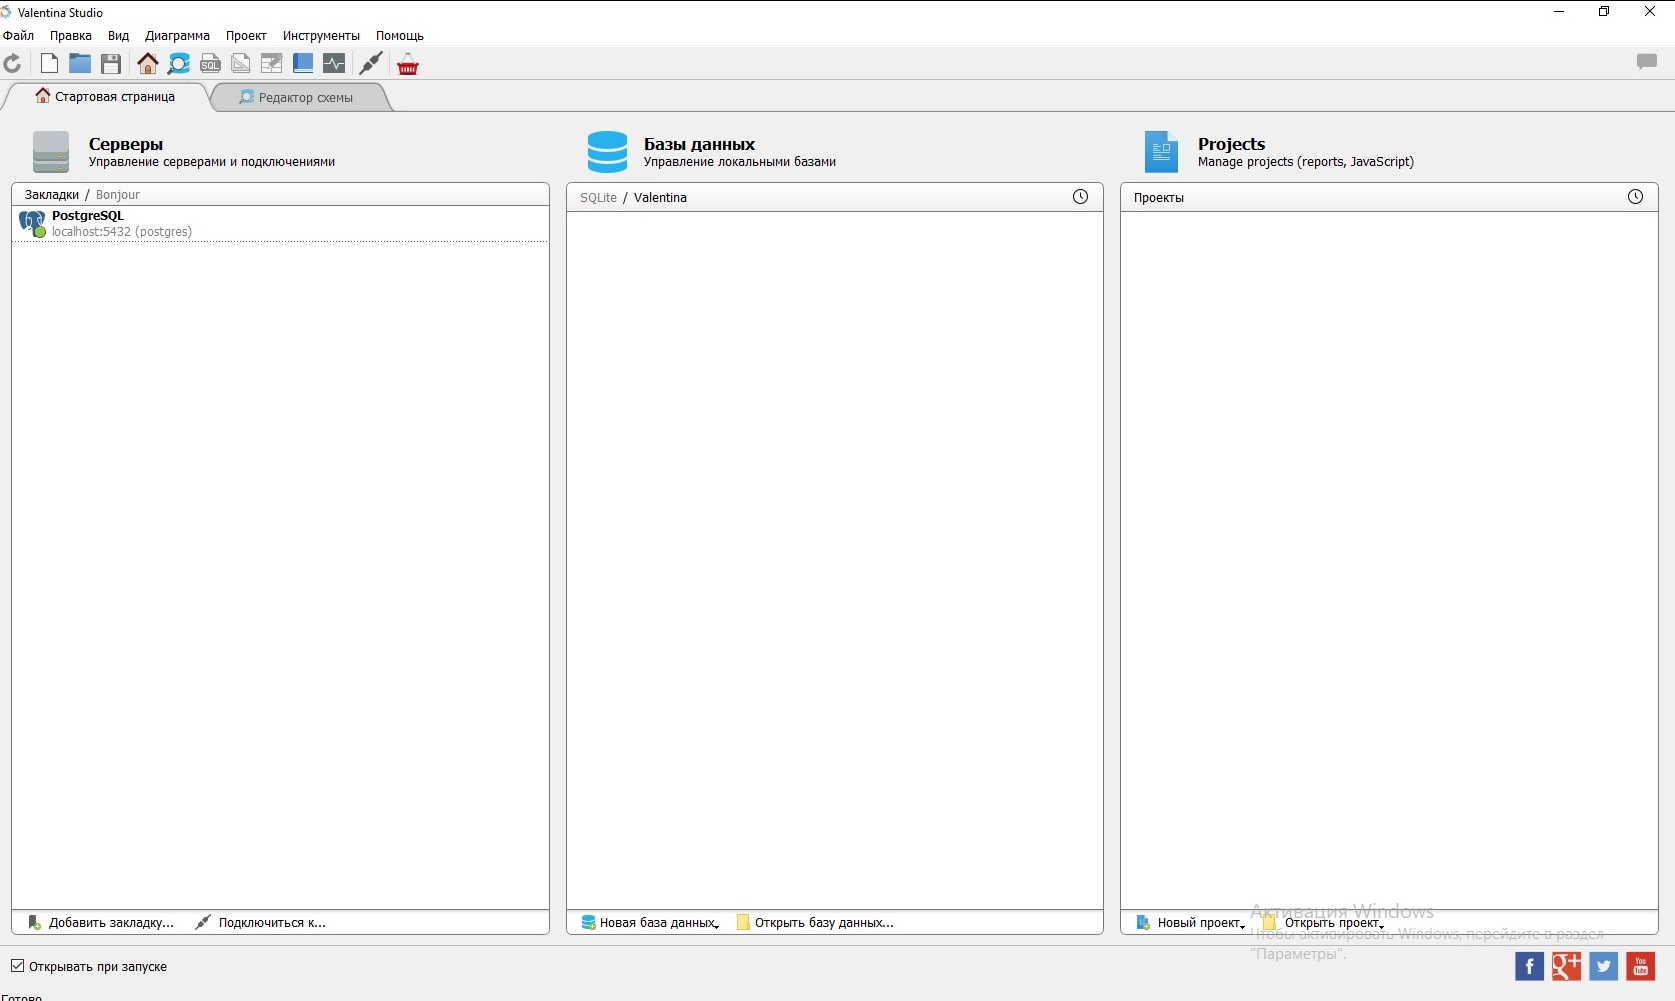 Valentina Studio
Файл Правка Вид Диаграмма Проект Инструменты Помощь
SQL
Стартовая страница Редактор схемы
Серверы
Управление серверами и подключениями
Закладки / Bonjour
PostgreSQL
localhost:5432 (postgres)
Добавить закладку... Подключиться к...
Базы данных
Управление локальными базами
SQLite / Valentina
Новая база данных Открыть базу данных...
Projects
Manage projects (reports, JavaScript)
Проекты
Новый проект Открыть проект
Активация Windows
Чтобы активировать Windows, перейдите в раздел
"Параметры".
Открывать при запуске
f g+ You Tube
Готово